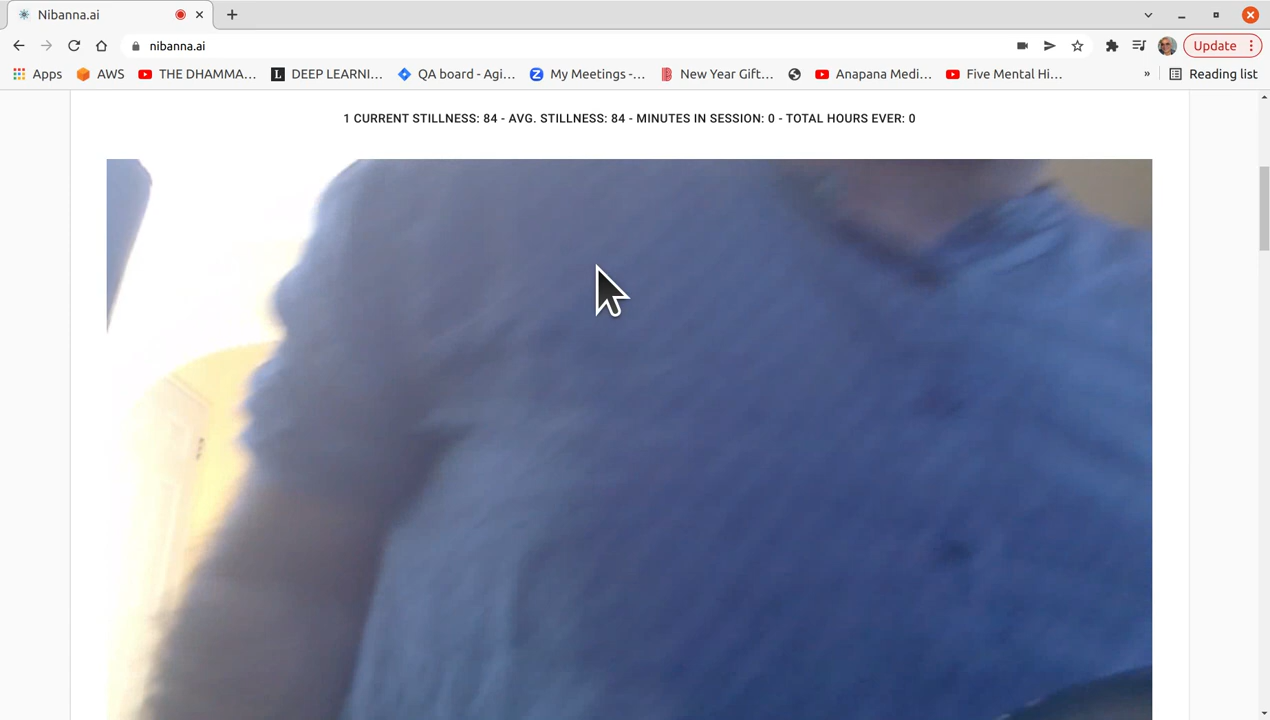 Nibanna.ai
nibanna.ai
Update
Apps
AWS
THE DHAMMA...
DEEP LEARNI...
QA board - Agi...
My Meetings -...
New Year Gift...
Anapana Medi...
Five Mental Hi...
»
Reading list
1 CURRENT STILLNESS: 84 - AVG. STILLNESS: 84 - MINUTES IN SESSION: 0 - TOTAL HOURS EVER: 0